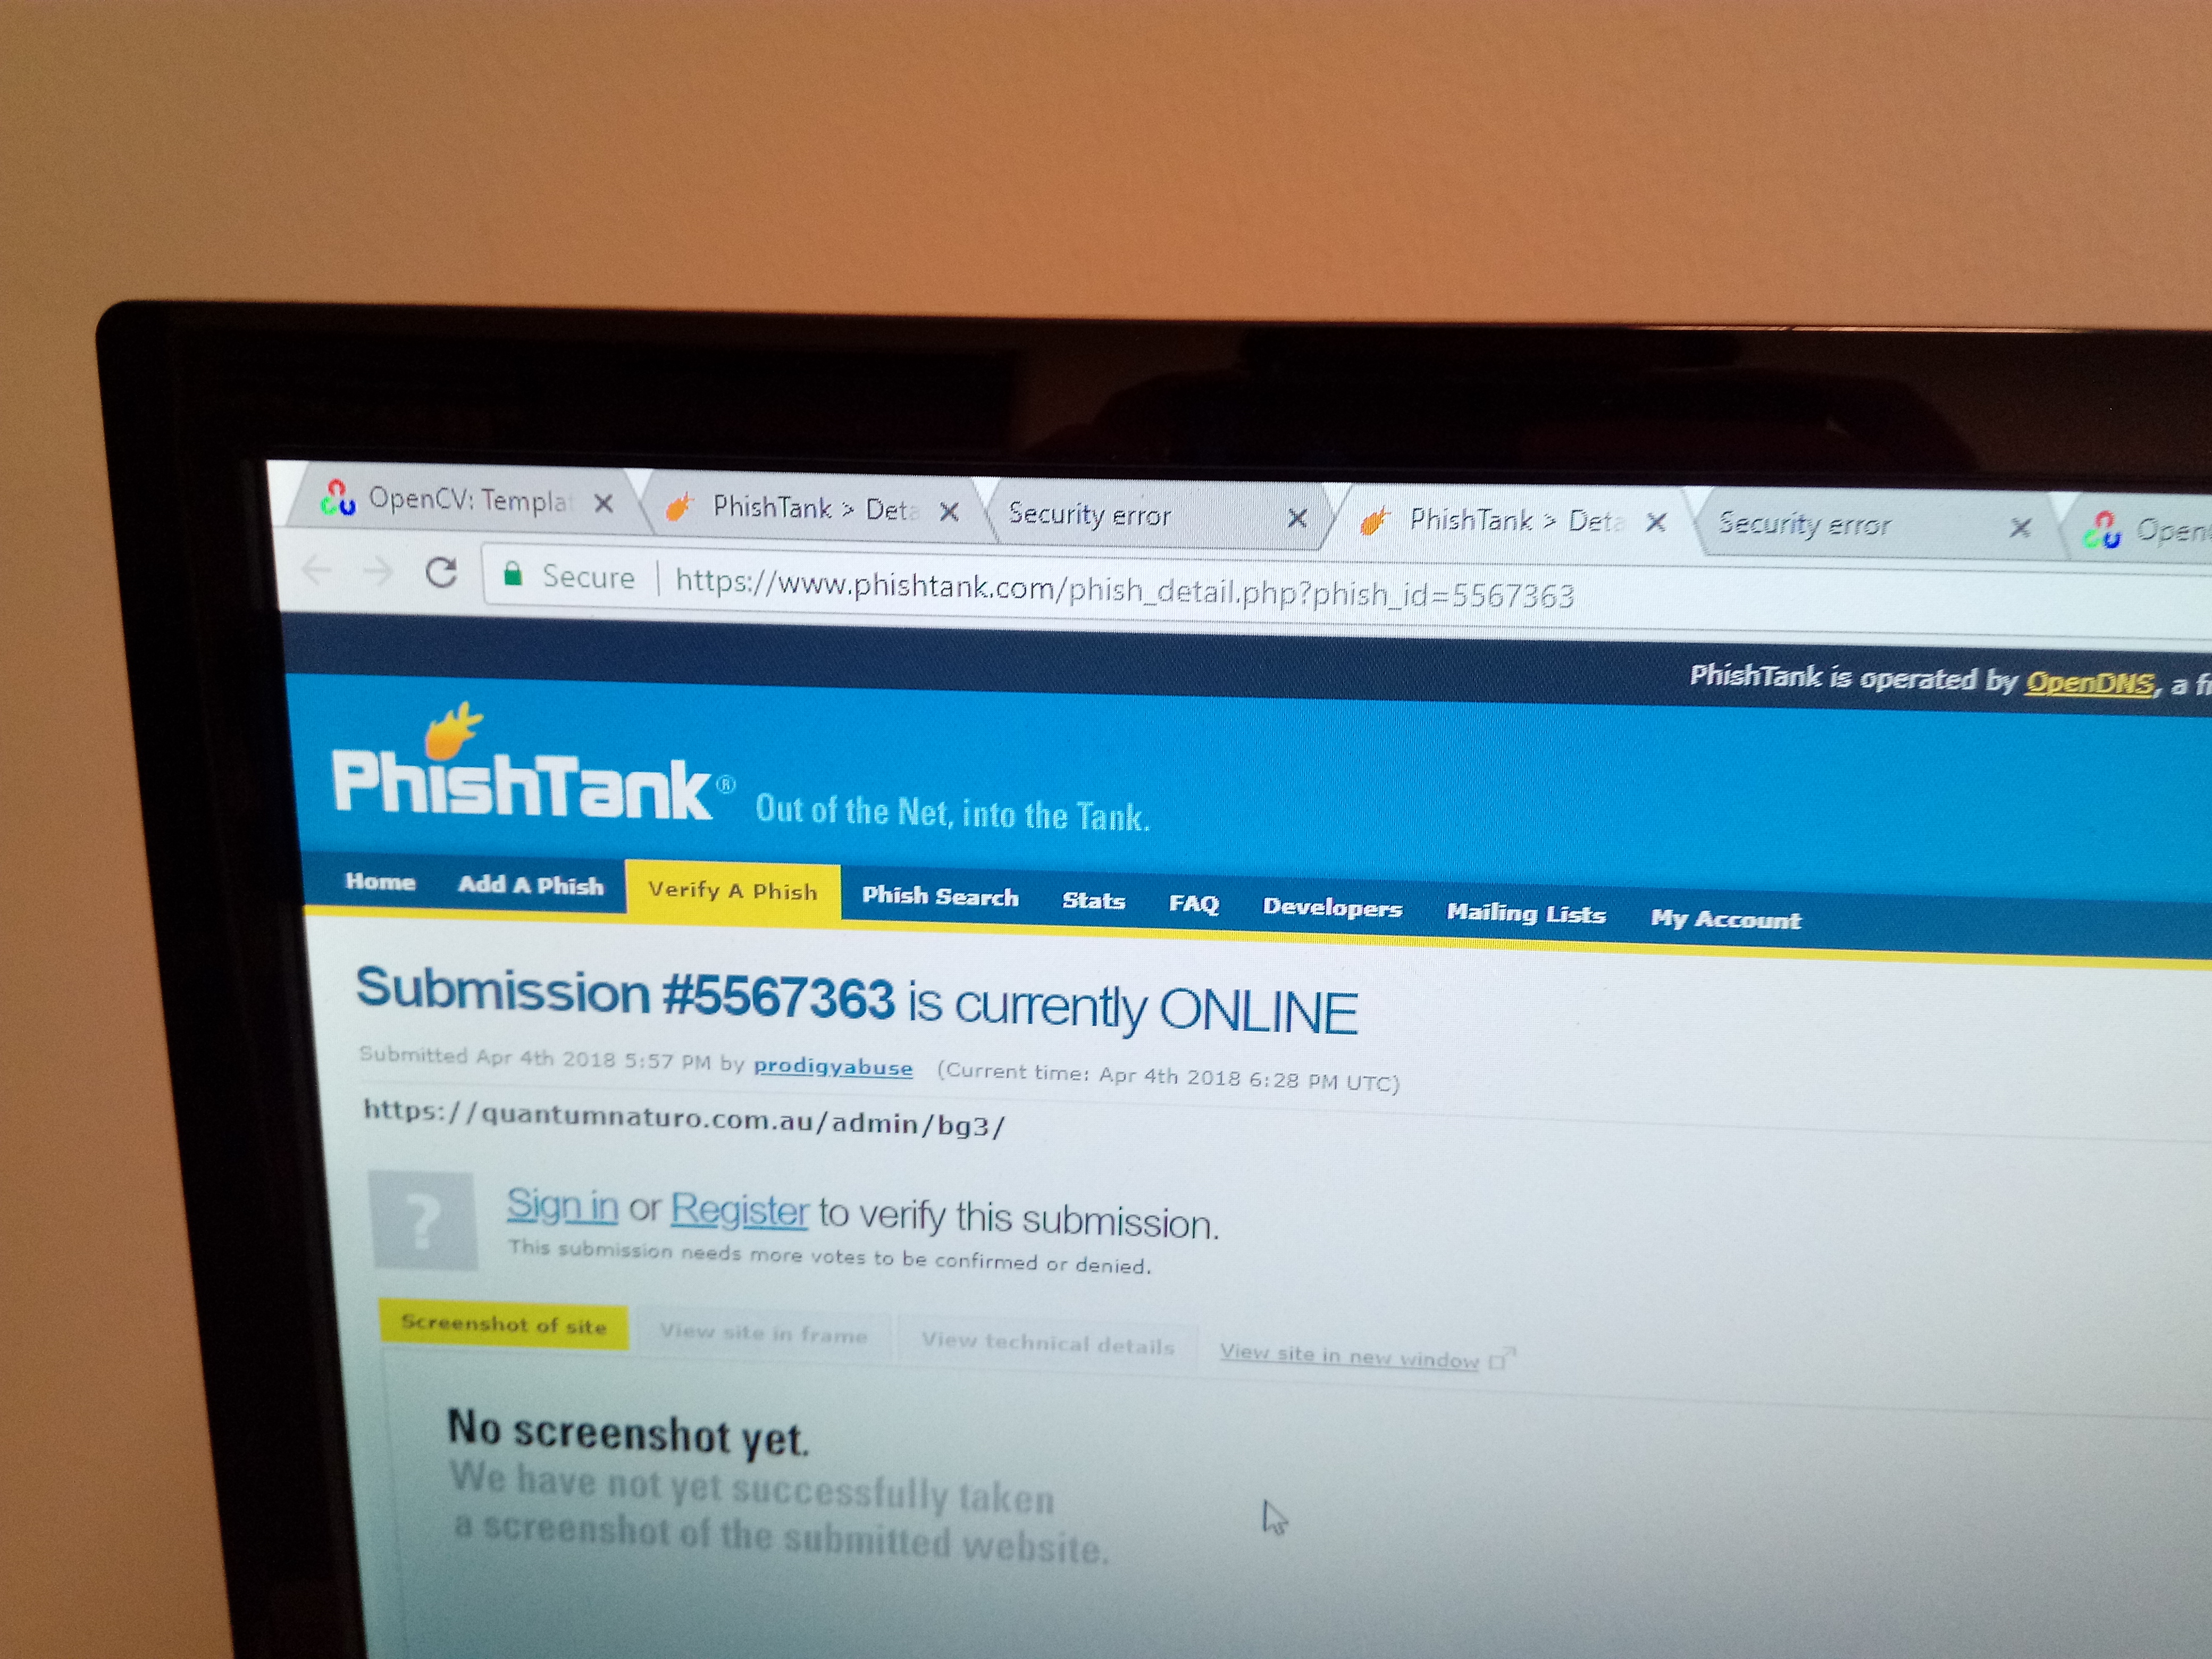 OpenCV: Templa
PhishTank > Deta
Security error
PhishTank > Deta
Security error
Open
Secure
https://www.phishtank.com/phish_detail.php?phish_id=5567363
PhishTank is operated by OpenDNS, a f
PhishTank®
Out of the Net, into the Tank.
Home Add A Phish Verify A Phish Phish Search Stats FAQ Developers Mailing Lists My Account
Submission #5567363 is currently ONLINE
Submitted Apr 4th 2018 5:57 PM by prodigyabuse (Current time: Apr 4th 2018 6:28 PM UTC)
https://quantumnaturo.com.au/admin/bg3/
?
Sign in or Register to verify this submission.
This submission needs more votes to be confirmed or denied.
Screenshot of site View site in frame View technical details View site in new window
No screenshot yet.
We have not yet successfully taken
a screenshot of the submitted website.